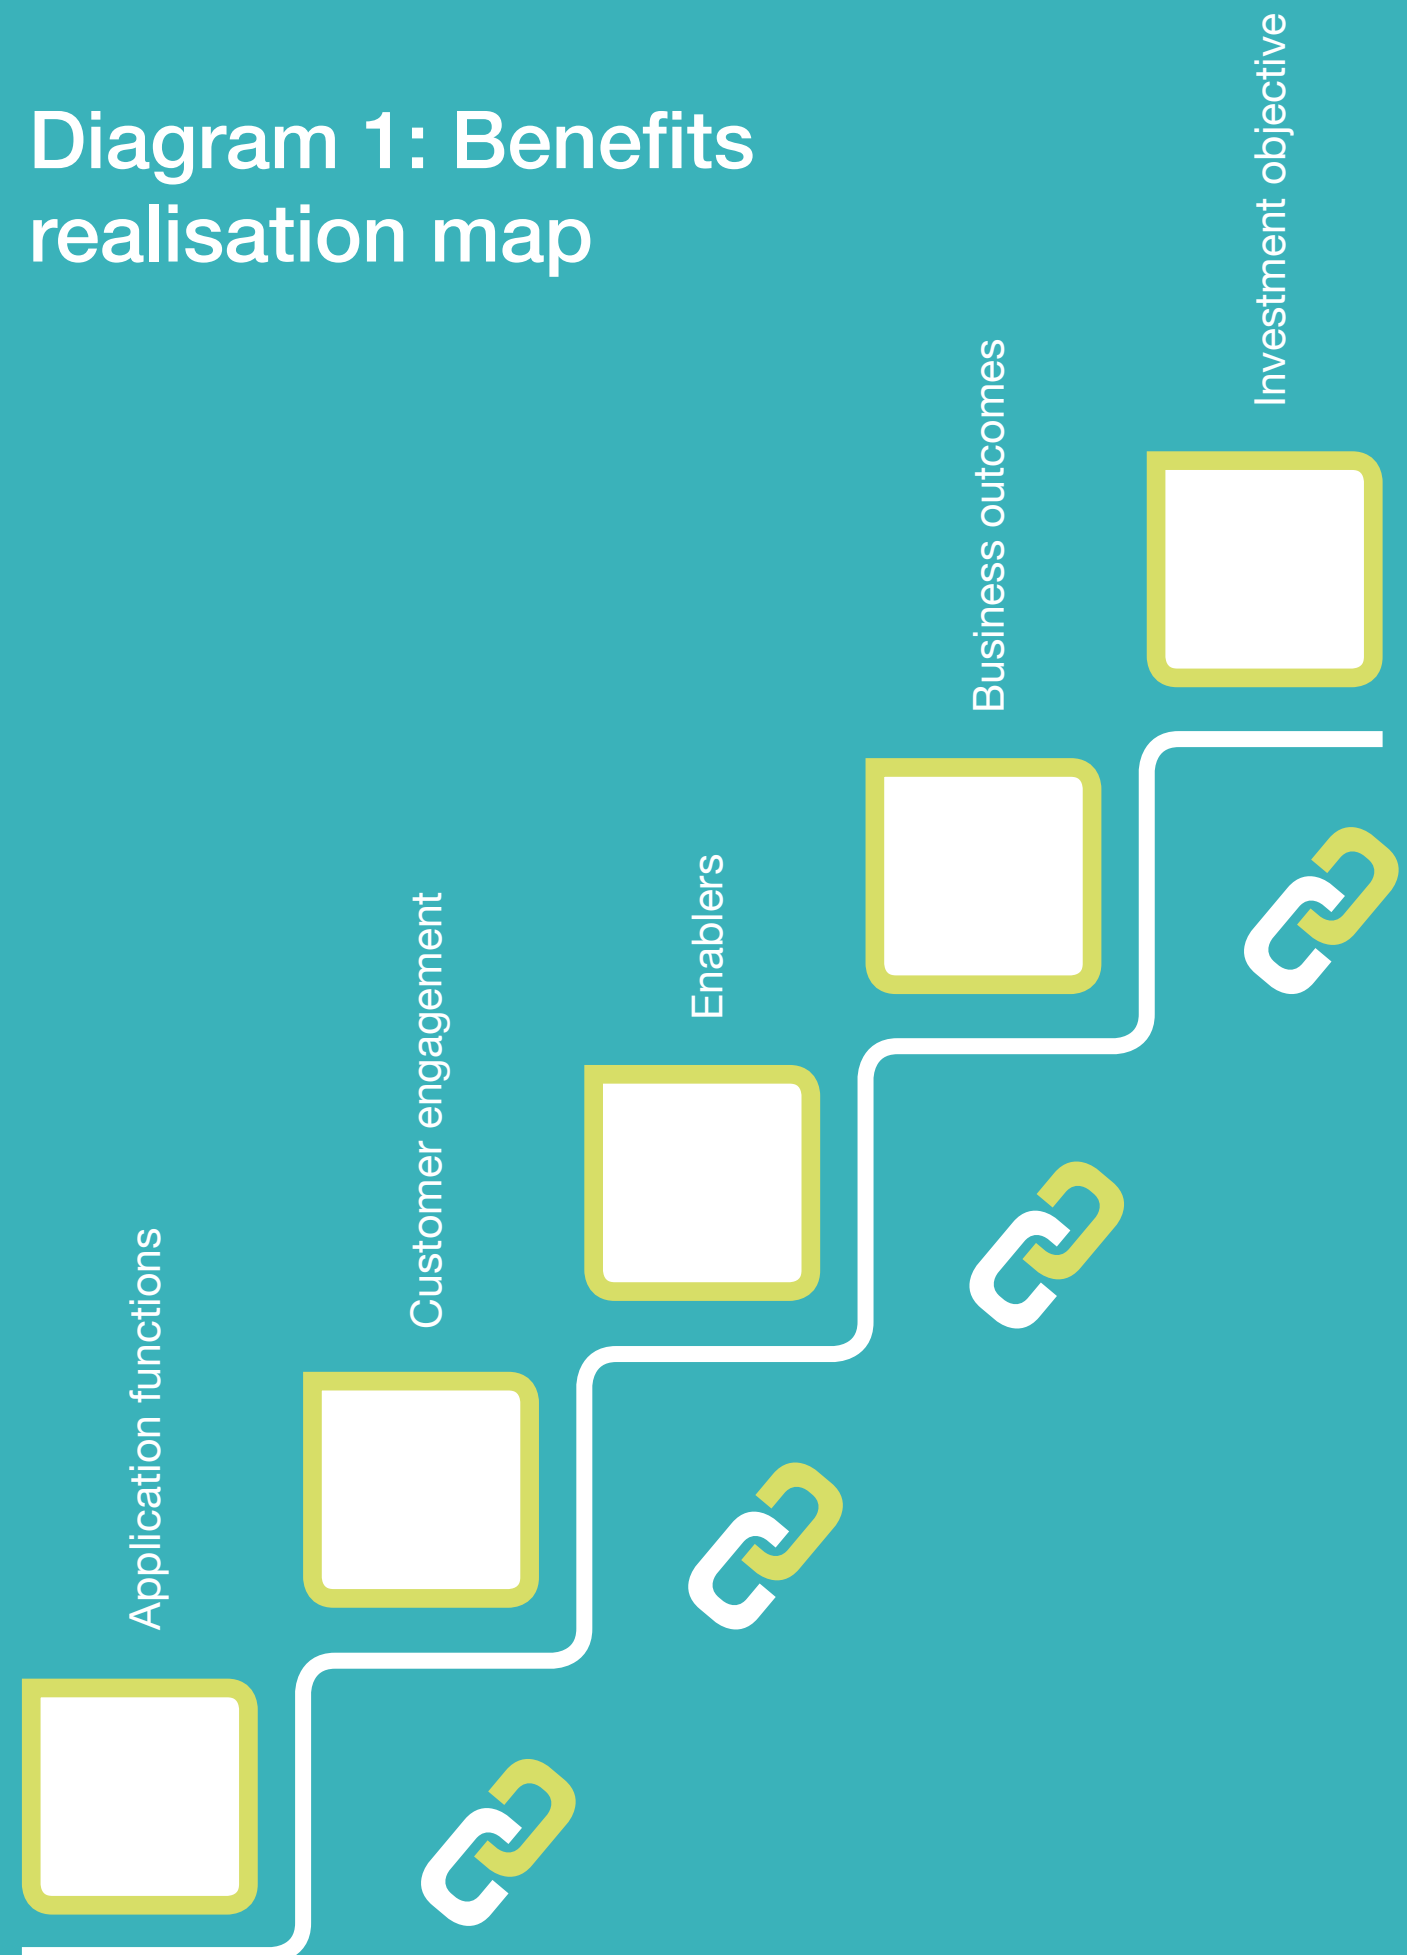 Diagram 1: Benefits
realisation map
Application functions
Customer engagement
Enablers
Business outcomes
Investment objective